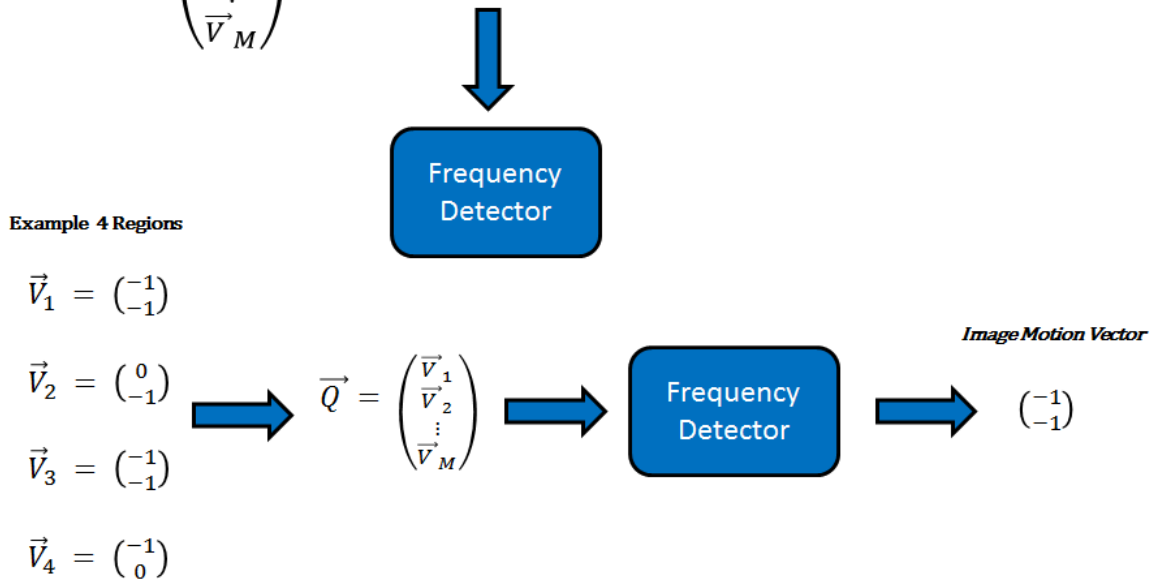 V⃗ M
Frequency
Detector
Example 4 Regions
V⃗₁ = (−1 −1)
V⃗₂ = (0 −1)
V⃗₃ = (−1 −1)
V⃗₄ = (−1 0)
Q⃗ = (V⃗₁ V⃗₂ ⋮ V⃗ M)
Frequency
Detector
Image Motion Vector
(−1 −1)